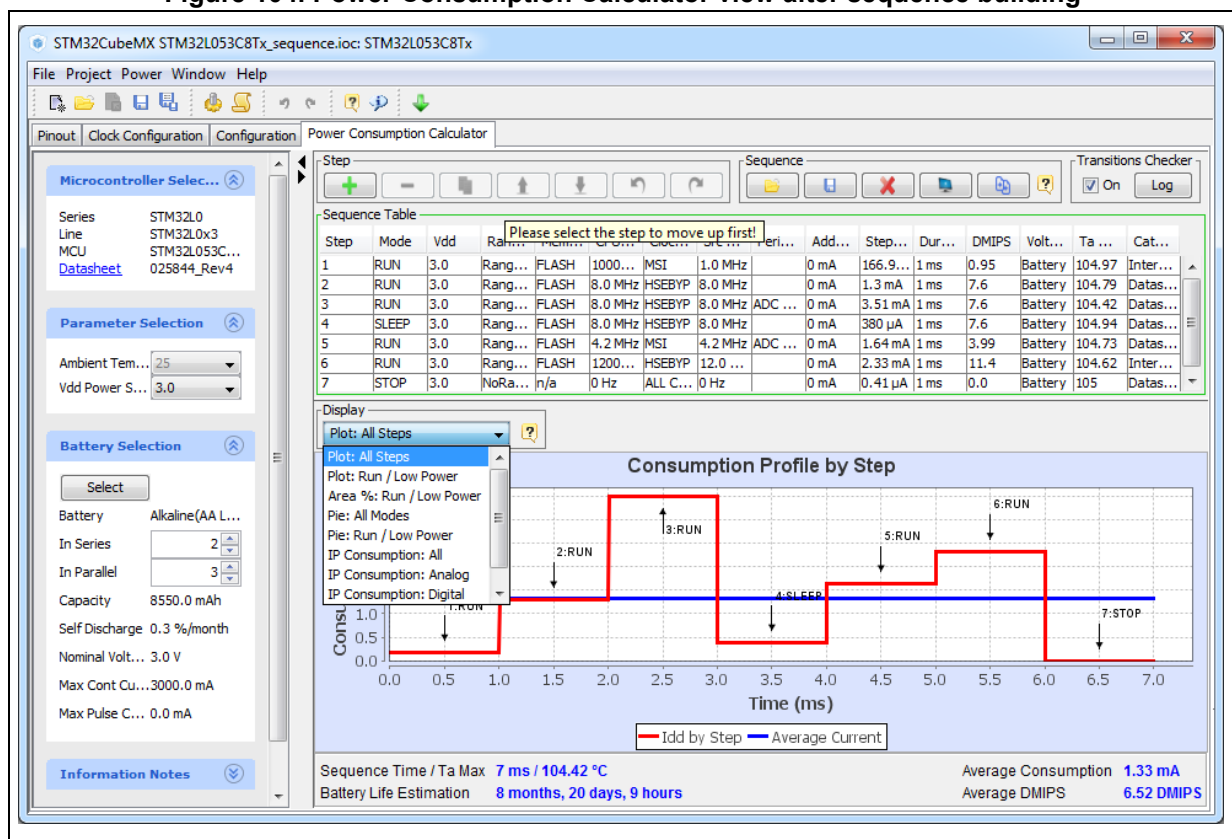 STM32CubeMX STM32L053C8Tx_sequence.ioc: STM32L053C8Tx
File Project Power Window Help
Pinout Clock Configuration Configuration Power Consumption Calculator
Microcontroller Selec...
Series STM32L0
Line STM32L0x3
MCU STM32L053C...
Datasheet 025844_Rev4
Parameter Selection
Ambient Tem... 25
Vdd Power S... 3.0
Battery Selection
Select
Battery Alkaline(AA L...
In Series 2
In Parallel 3
Capacity 8550.0 mAh
Self Discharge 0.3 %/month
Nominal Volt... 3.0 V
Max Cont Cu... 3000.0 mA
Max Pulse C... 0.0 mA
Information Notes
Step
Sequence
Transitions Checker
On Log
Sequence Table
Please select the step to move up first!
Step Mode Vdd Peri... Add... Step... Dur... DMIPS Volt... Ta ... Cat...
1 RUN 3.0 Rang... FLASH 1000... MSI 1.0 MHz 0 mA 166.9... 1 ms 0.95 Battery 104.97 Inter...
2 RUN 3.0 Rang... FLASH 8.0 MHz HSEBYP 8.0 MHz 0 mA 1.3 mA 1 ms 7.6 Battery 104.79 Datas...
3 RUN 3.0 Rang... FLASH 8.0 MHz HSEBYP 8.0 MHz ADC ... 0 mA 3.51 mA 1 ms 7.6 Battery 104.42 Datas...
4 SLEEP 3.0 Rang... FLASH 8.0 MHz HSEBYP 8.0 MHz 0 mA 380 µA 1 ms 7.6 Battery 104.94 Datas...
5 RUN 3.0 Rang... FLASH 4.2 MHz MSI 4.2 MHz ADC ... 0 mA 1.64 mA 1 ms 3.99 Battery 104.73 Datas...
6 RUN 3.0 Rang... FLASH 1200... HSEBYP 12.0 ... 0 mA 2.33 mA 1 ms 11.4 Battery 104.62 Inter...
7 STOP 3.0 NoRa... n/a 0 Hz ALL C... 0 Hz 0 mA 0.41 µA 1 ms 0.0 Battery 105 Datas...
Display
Plot: All Steps
Plot: All Steps
Plot: Run / Low Power
Area %: Run / Low Power
Pie: All Modes
Pie: Run / Low Power
IP Consumption: All
IP Consumption: Analog
IP Consumption: Digital
Consumption Profile by Step
1:RUN
2:RUN
3:RUN
4:SLEEP
5:RUN
6:RUN
7:STOP
Consu
1.0
0.5
0.0
0.0 0.5 1.0 1.5 2.0 2.5 3.0 3.5 4.0 4.5 5.0 5.5 6.0 6.5 7.0
Time (ms)
Idd by Step Average Current
Sequence Time / Ta Max 7 ms / 104.42 °C
Average Consumption 1.33 mA
Battery Life Estimation 8 months, 20 days, 9 hours
Average DMIPS 6.52 DMIPS